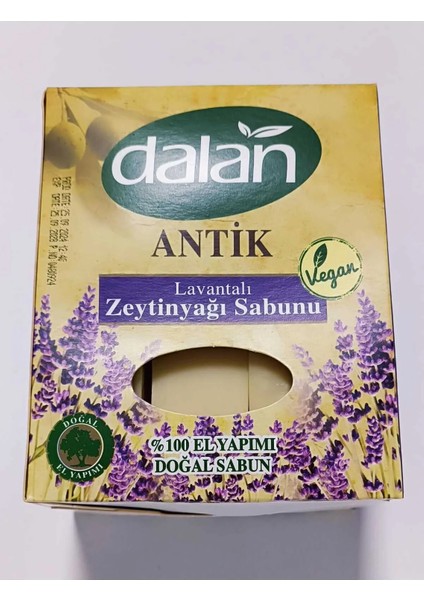 dalan
ANTİK
Lavantalı
Zeytinyağı Sabunu
Vegan
%100 EL YAPIMI
DOĞAL SABUN
DOĞAL
EL YAPIMI